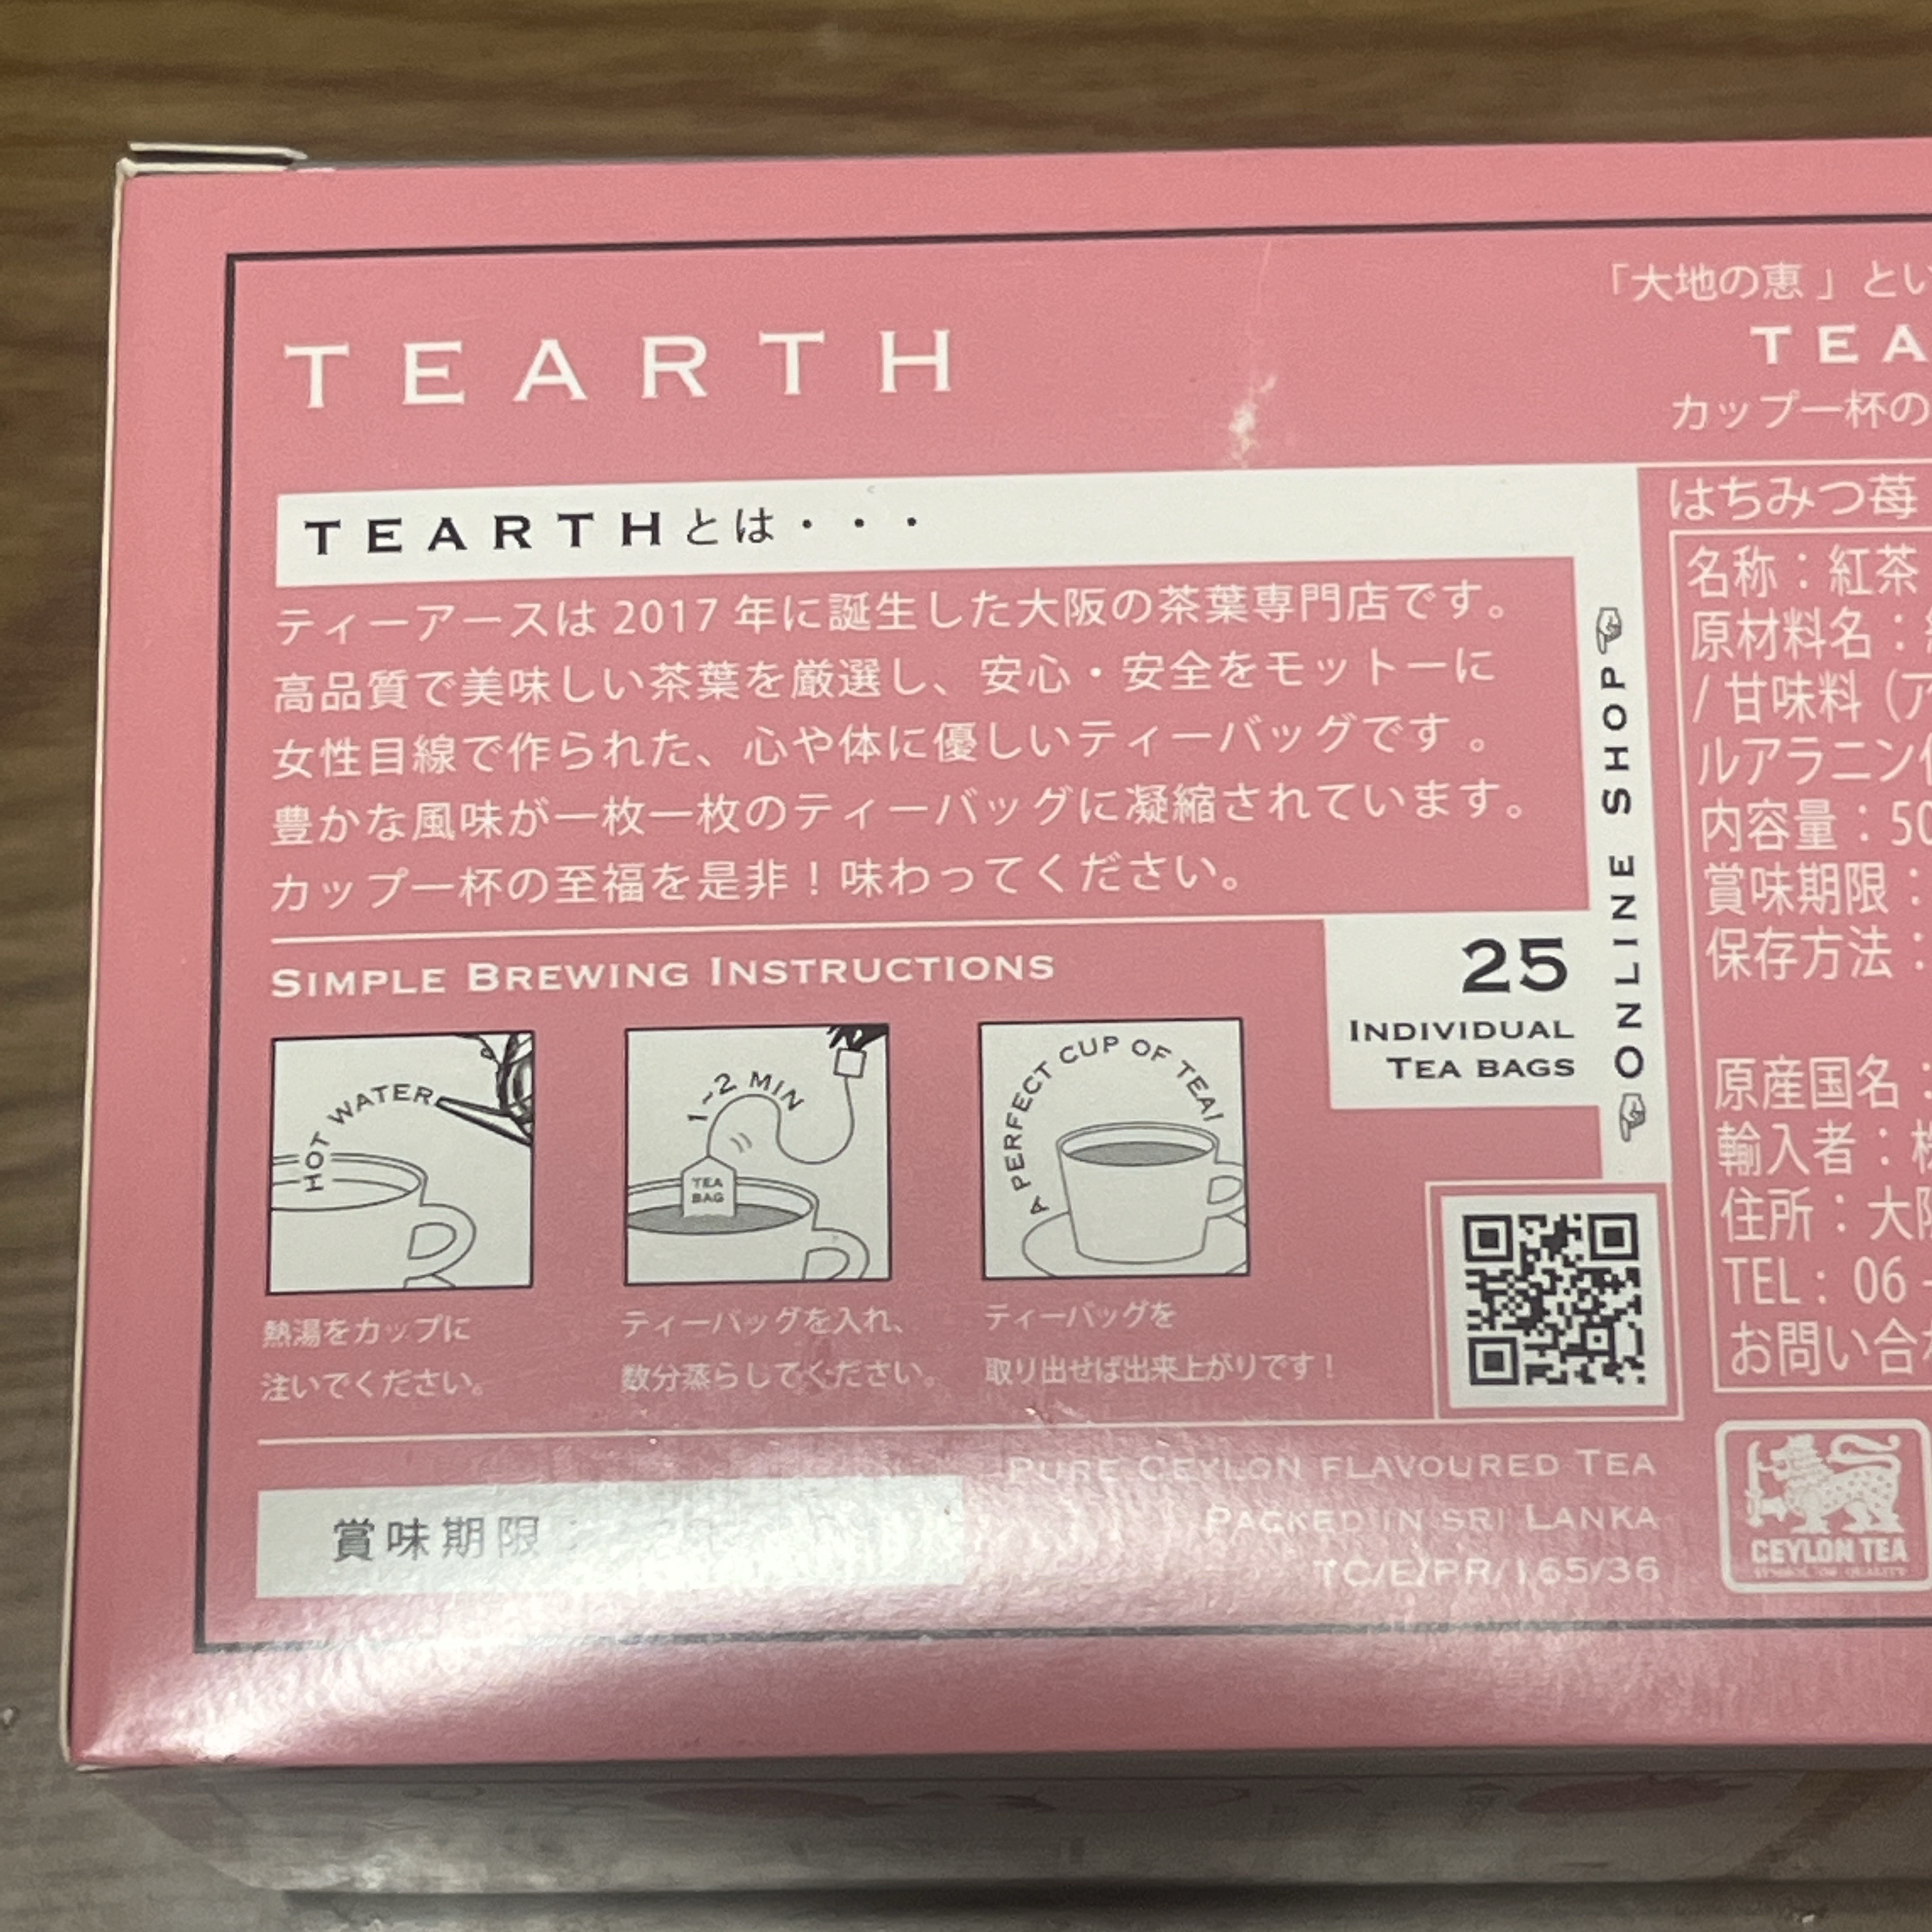 TEARTH
TEARTHとは・・・
ティーアースは 2017 年に誕生した大阪の茶葉専門店です。
高品質で美味しい茶葉を厳選し、安心・安全をモットーに
女性目線で作られた、心や体に優しいティーバッグです 。
豊かな風味が一枚一枚のティーバッグに凝縮されています。
カップ一杯の至福を是非！味わってください。
SIMPLE BREWING INSTRUCTIONS
HOT WATER
1~2 MIN
TEA
BAG
A PERFECT CUP OF TEA!
熱湯をカップに
注いでください。
ティーバッグを入れ、
数分蒸らしてください。
ティーバッグを
取り出せば出来上がりです！
25
INDIVIDUAL
TEA BAGS
ONLINE SHOP
賞味期限：
PURE CEYLON FLAVOURED TEA
PACKED IN SRI LANKA
TC/E/PR/165/36
「大地の恵 」とい
TEA
カップ一杯の
はちみつ苺
名称：紅茶
原材料名：
/ 甘味料（ア
ルアラニン
内容量：50
賞味期限：
保存方法：
原産国名：
輸入者：株
住所：大阪
TEL： 06 -
お問い合
CEYLON TEA
SYMBOL OF QUALITY